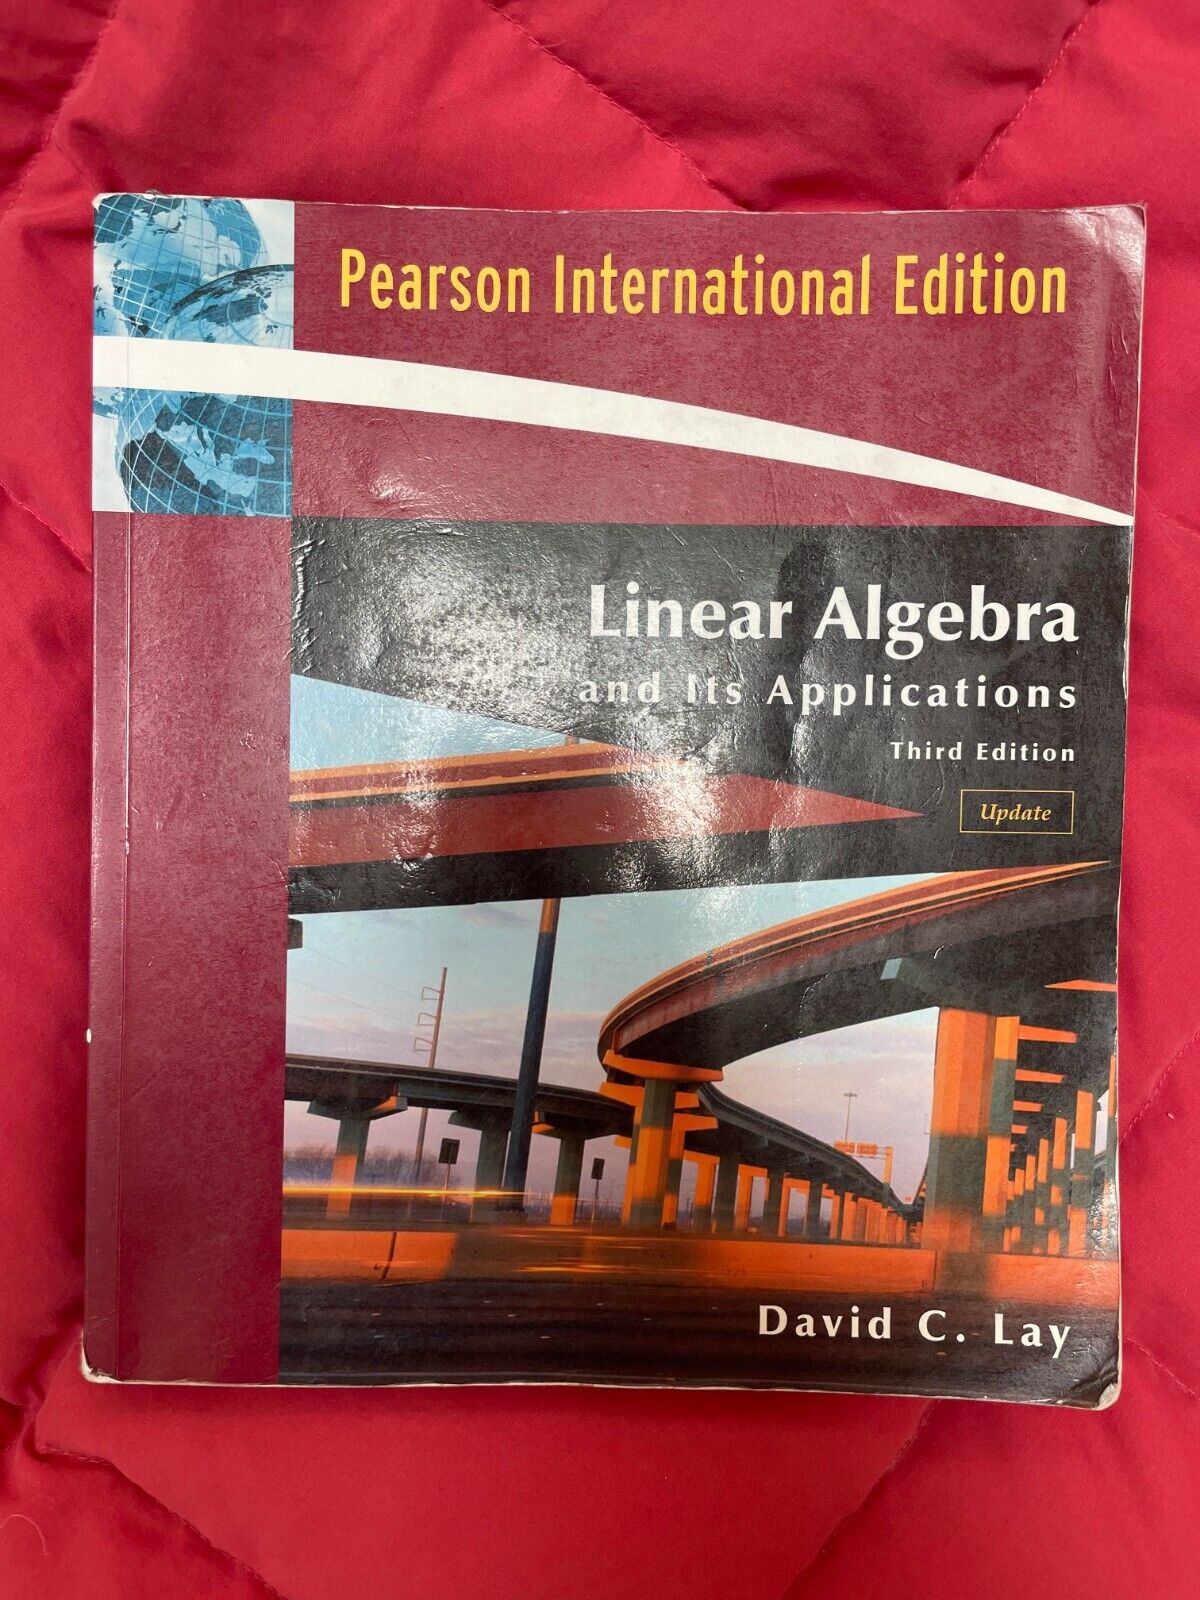 Pearson International Edition
Linear Algebra
and Its Applications
Third Edition
Update
David C. Lay